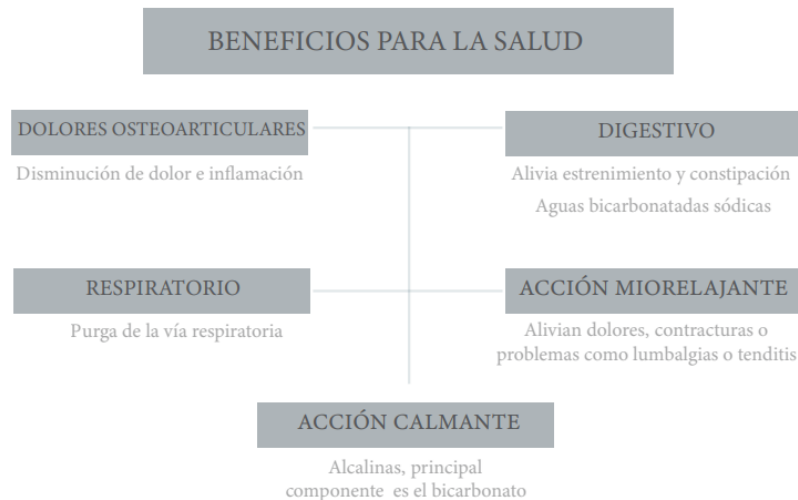 BENEFICIOS PARA LA SALUD
DOLORES OSTEOARTICULARES
Disminución de dolor e inflamación
DIGESTIVO
Alivia estrenimiento y constipación
Aguas bicarbonatadas sódicas
RESPIRATORIO
Purga de la vía respiratoria
ACCIÓN MIORELAJANTE
Alivian dolores, contracturas o
problemas como lumbalgias o tenditis
ACCIÓN CALMANTE
Alcalinas, principal
componente es el bicarbonato